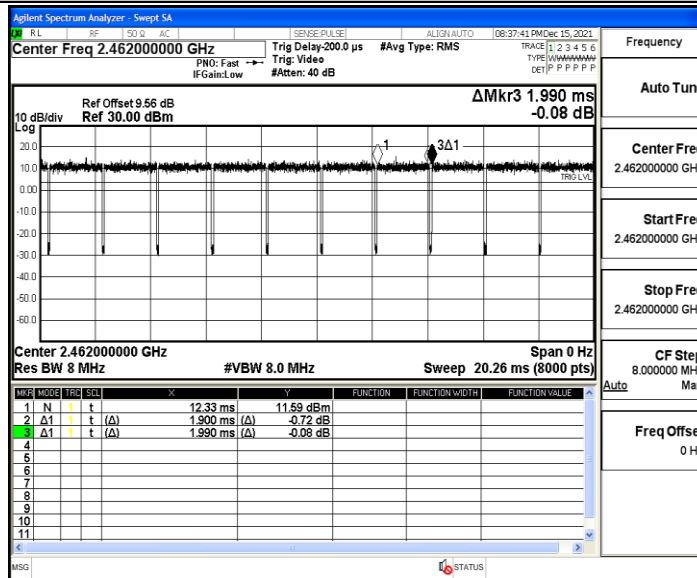 Agilent Spectrum Analyzer - Swept SA
RL RF 50 Ω AC SENSE:PULSE ALIGN AUTO 08:37:41 PM Dec 15, 2021
Center Freq 2.462000000 GHz
PNO: Fast
IFGain:Low
Trig Delay-200.0 µs
Trig: Video
#Atten: 40 dB
#Avg Type: RMS
TRACE 1 2 3 4 5 6
TYPE WWWWWW
DET P P P P P P
Ref Offset 9.56 dB
10 dB/div Ref 30.00 dBm
ΔMkr3 1.990 ms
-0.08 dB
Log
20.0
10.0
0.00
-10.0
-20.0
-30.0
-40.0
-50.0
-60.0
1
3Δ1
TRIG LVL
Center 2.462000000 GHz Span 0 Hz
Res BW 8 MHz #VBW 8.0 MHz Sweep 20.26 ms (8000 pts)
MKR MODE TRC SCL X Y FUNCTION FUNCTION WIDTH FUNCTION VALUE
1 N 1 t 12.33 ms 11.59 dBm
2 Δ1 1 t (Δ) 1.900 ms (Δ) -0.72 dB
3 Δ1 1 t (Δ) 1.990 ms (Δ) -0.08 dB
4
5
6
7
8
9
10
11
MSG STATUS
Frequency
Auto Tun
Center Fre
2.462000000 GH
Start Fre
2.462000000 GH
Stop Fre
2.462000000 GH
CF Step
8.000000 MH
Auto Ma
Freq Offse
0 H